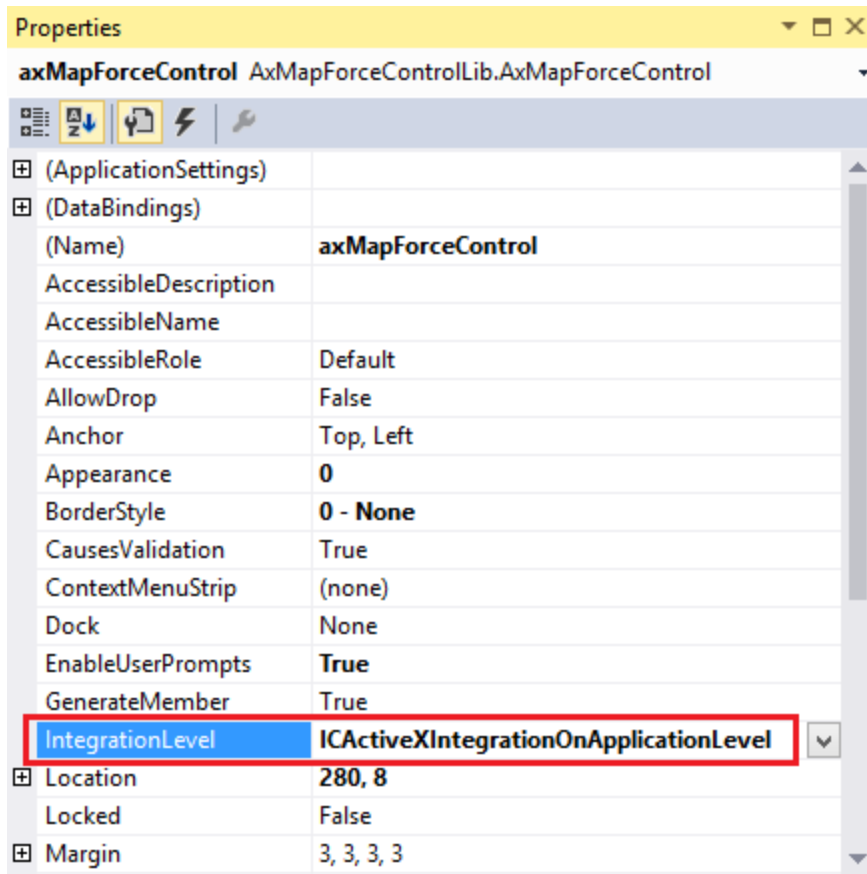 Properties
axMapForceControl AxMapForceControlLib.AxMapForceControl
(ApplicationSettings)
(DataBindings)
(Name) axMapForceControl
AccessibleDescription
AccessibleName
AccessibleRole Default
AllowDrop False
Anchor Top, Left
Appearance 0
BorderStyle 0 - None
CausesValidation True
ContextMenuStrip (none)
Dock None
EnableUserPrompts True
GenerateMember True
IntegrationLevel ICActiveXIntegrationOnApplicationLevel
Location 280, 8
Locked False
Margin 3, 3, 3, 3